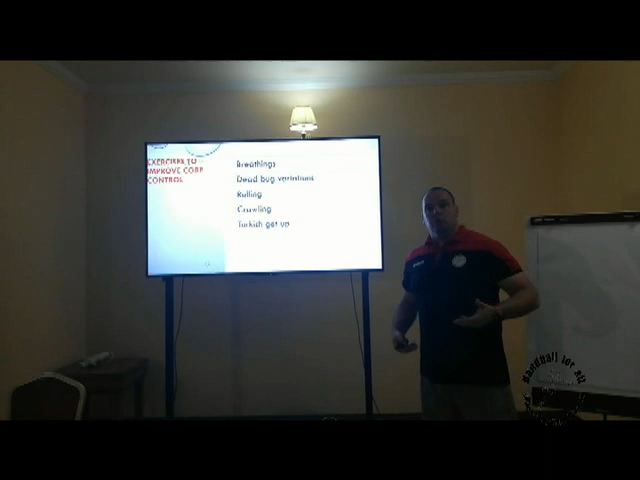 EXERCISES TO
IMPROVE CORE
CONTROL
Breathings
Dead bug variations
Rolling
Crawling
Turkish get up
Handball for all